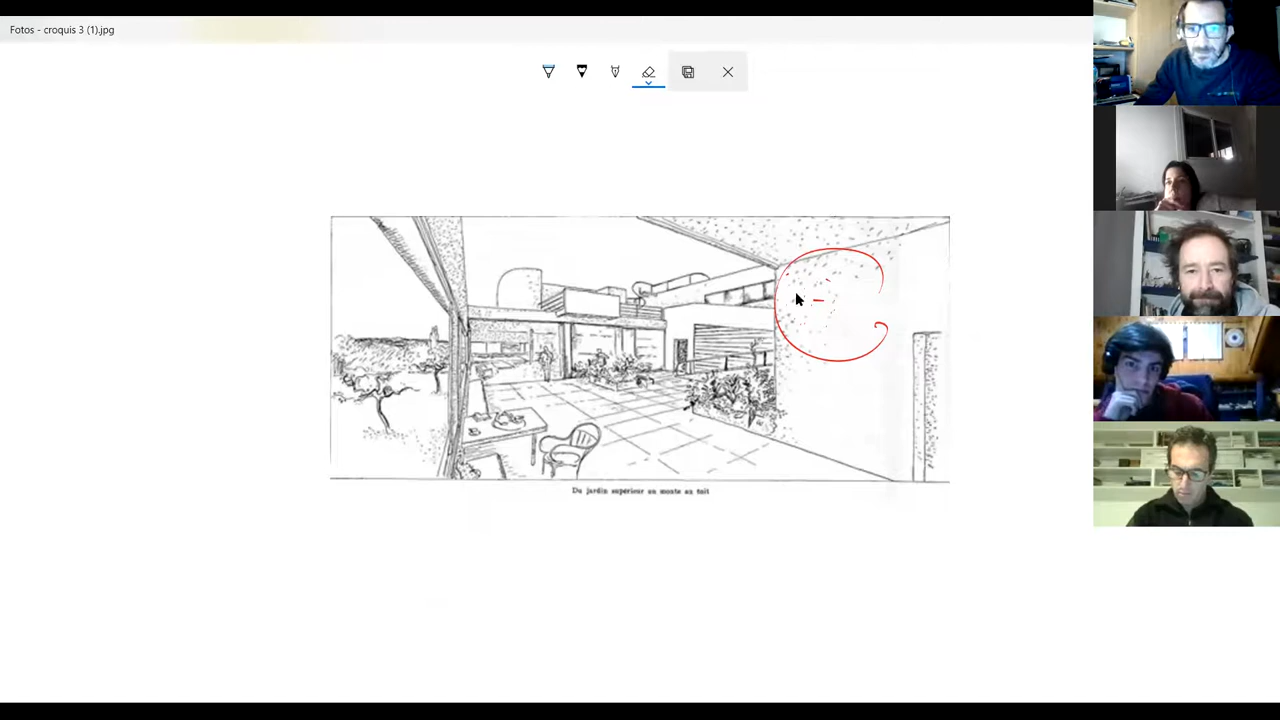 Fotos - croquis 3 (1).jpg
Du jardin supérieur on monte au toit